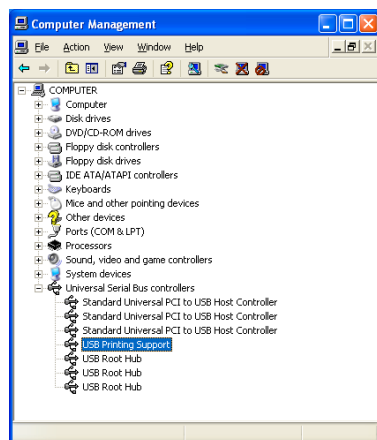 Computer Management
File Action View Window Help
COMPUTER
Computer
Disk drives
DVD/CD-ROM drives
Floppy disk controllers
Floppy disk drives
IDE ATA/ATAPI controllers
Keyboards
Mice and other pointing devices
Other devices
Ports (COM & LPT)
Processors
Sound, video and game controllers
System devices
Universal Serial Bus controllers
Standard Universal PCI to USB Host Controller
Standard Universal PCI to USB Host Controller
Standard Universal PCI to USB Host Controller
USB Printing Support
USB Root Hub
USB Root Hub
USB Root Hub